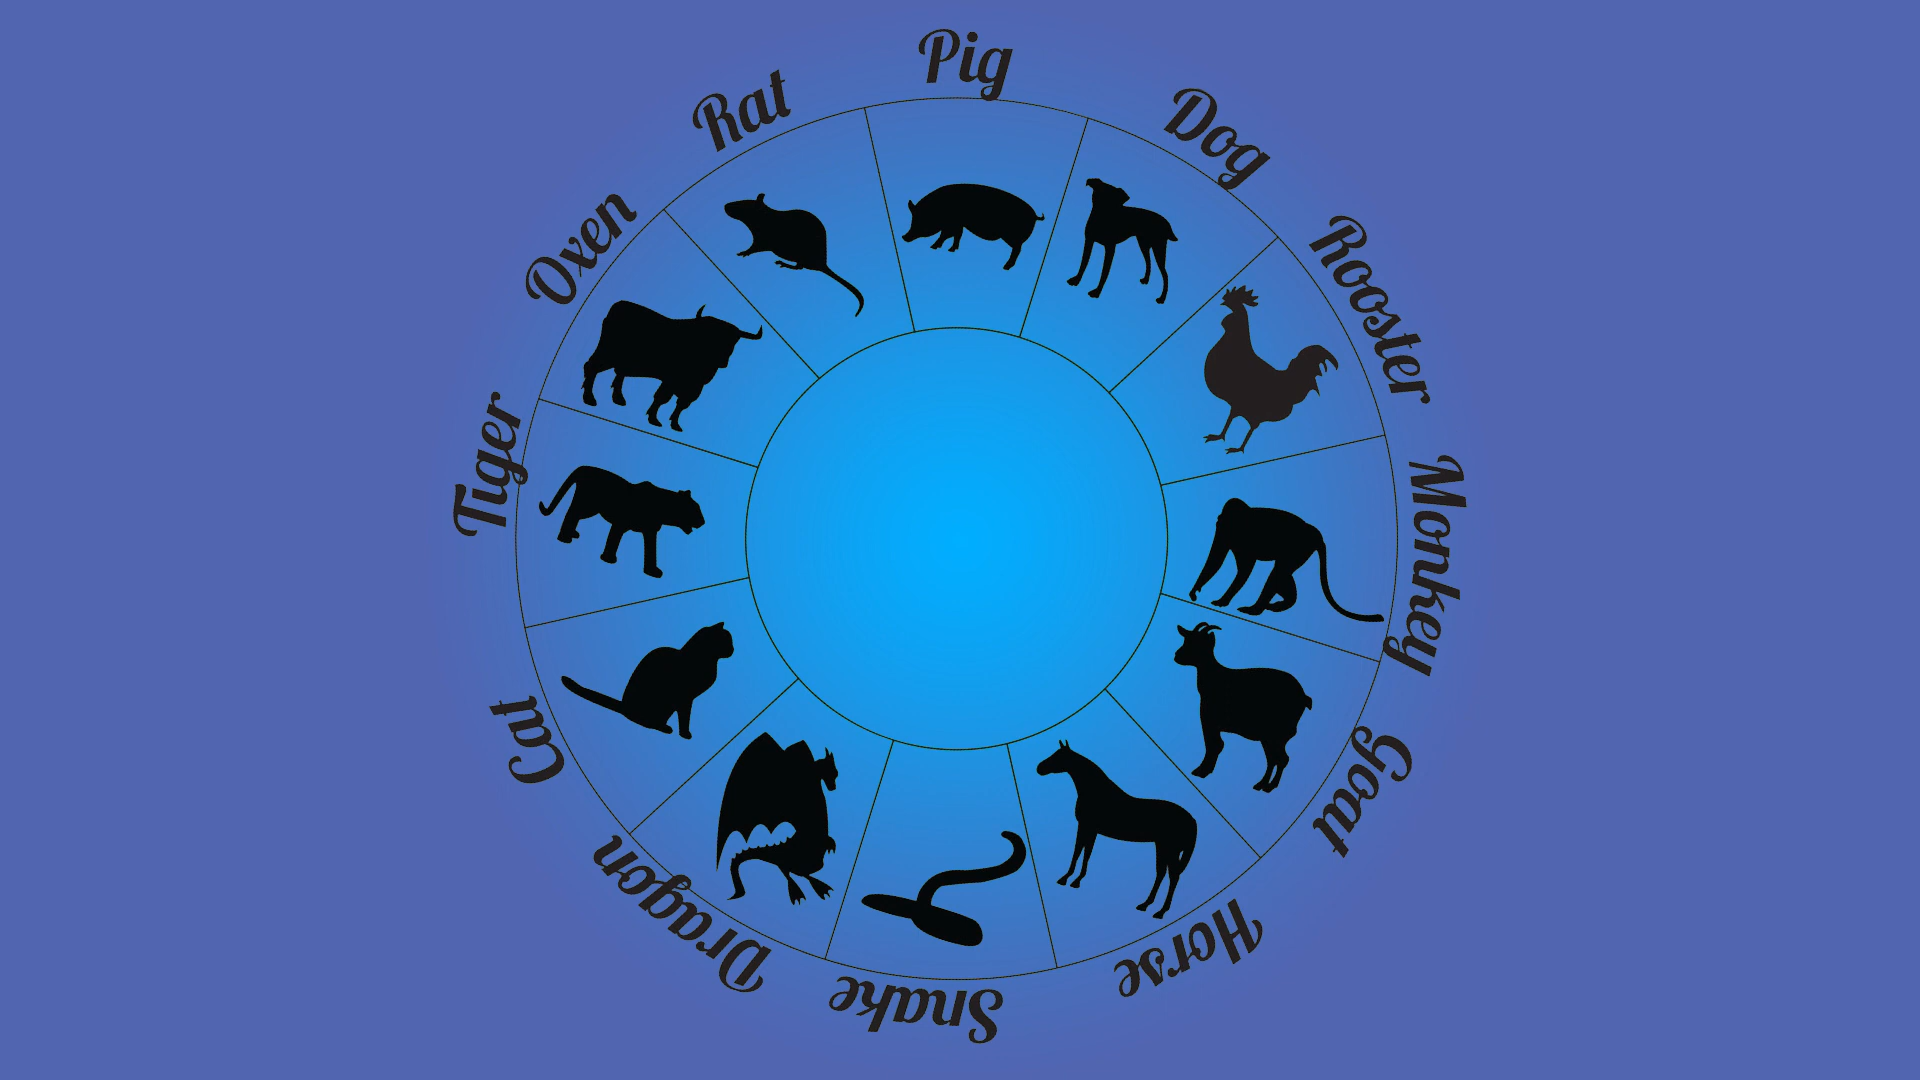 Pig
Dog
Rooster
Monkey
Goat
Horse
Snake
Dragon
Cat
Tiger
Oxen
Rat